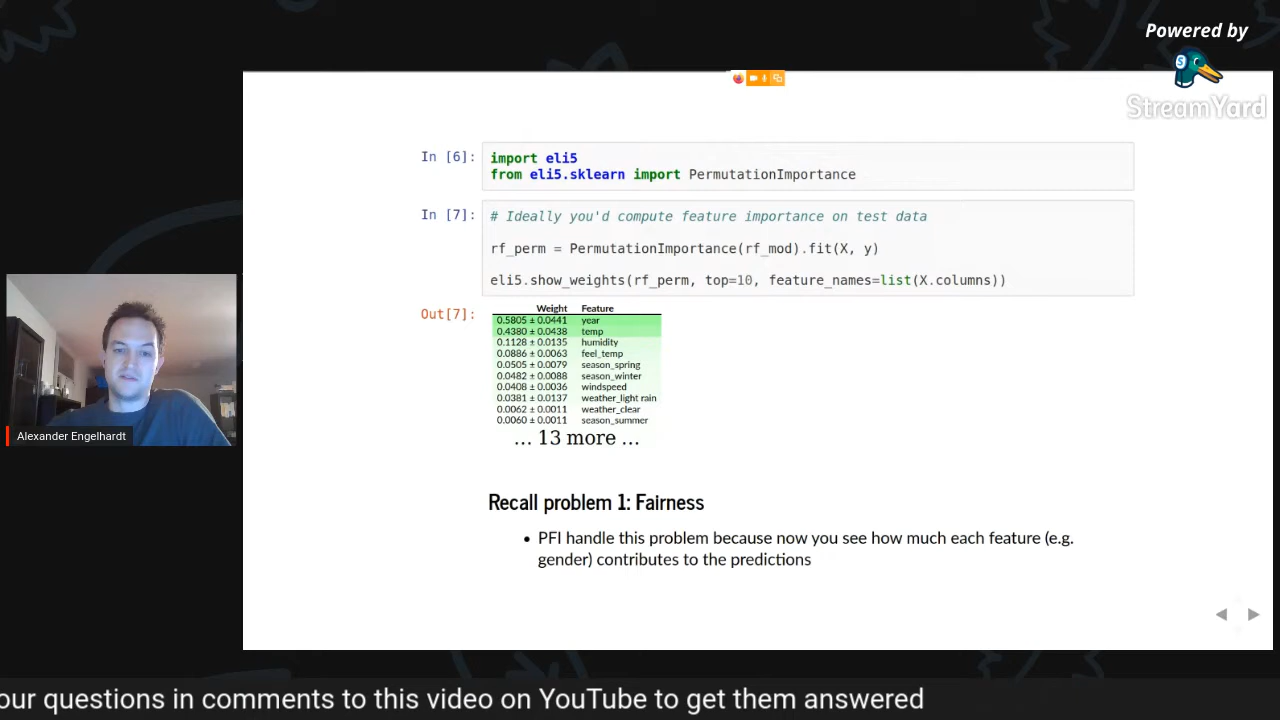 Powered by
StreamYard
In [6]:
import eli5
from eli5.sklearn import PermutationImportance
In [7]:
# Ideally you'd compute feature importance on test data
rf_perm = PermutationImportance(rf_mod).fit(X, y)
eli5.show_weights(rf_perm, top=10, feature_names=list(X.columns))
Out[7]:
Weight Feature
0.5805 ± 0.0441 year
0.4380 ± 0.0438 temp
0.1128 ± 0.0135 humidity
0.0886 ± 0.0063 feel_temp
0.0505 ± 0.0079 season_spring
0.0482 ± 0.0088 season_winter
0.0408 ± 0.0036 windspeed
0.0381 ± 0.0137 weather_light rain
0.0062 ± 0.0011 weather_clear
0.0060 ± 0.0011 season_summer
… 13 more …
Alexander Engelhardt
Recall problem 1: Fairness
• PFI handle this problem because now you see how much each feature (e.g.
gender) contributes to the predictions
our questions in comments to this video on YouTube to get them answered